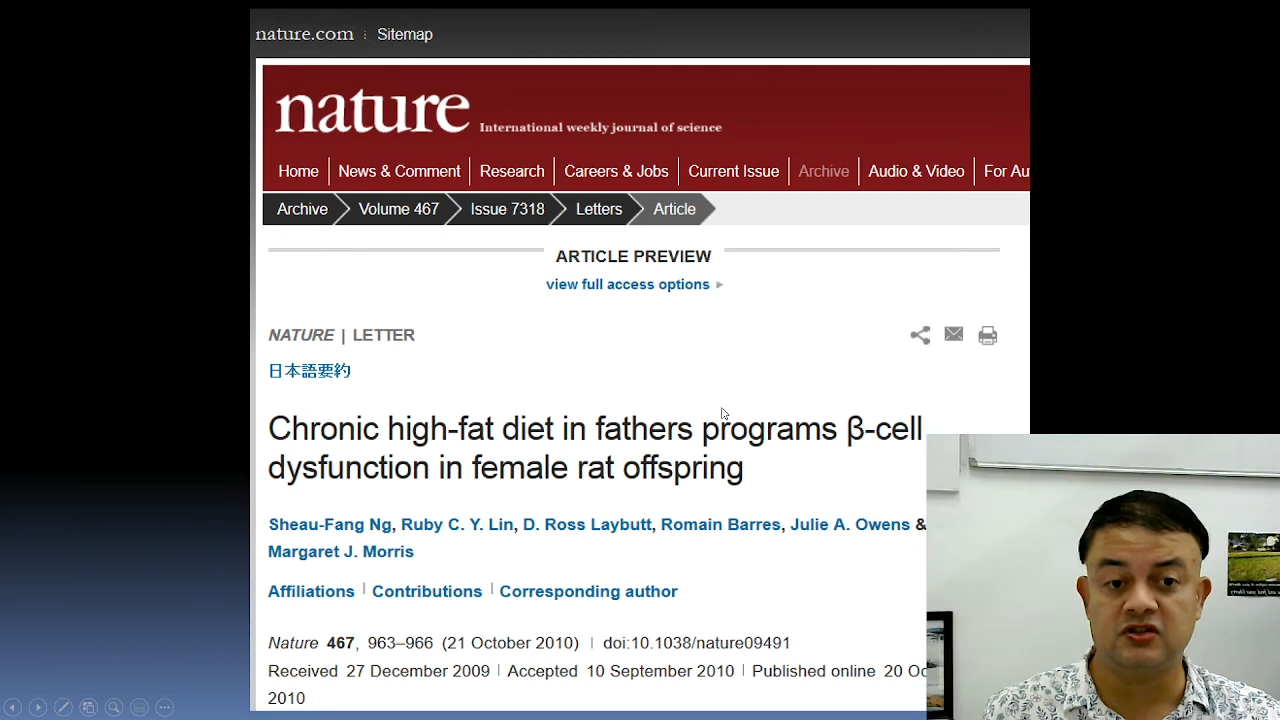 nature.com : Sitemap
nature International weekly journal of science
Home News & Comment Research Careers & Jobs Current Issue Archive Audio & Video For Au
Archive Volume 467 Issue 7318 Letters Article
ARTICLE PREVIEW
view full access options
NATURE | LETTER
日本語要約
Chronic high-fat diet in fathers programs β-cell
dysfunction in female rat offspring
Sheau-Fang Ng, Ruby C. Y. Lin, D. Ross Laybutt, Romain Barres, Julie A. Owens &
Margaret J. Morris
Affiliations Contributions Corresponding author
Nature 467, 963–966 (21 October 2010) doi:10.1038/nature09491
Received 27 December 2009 Accepted 10 September 2010 Published online 20 Oc
2010